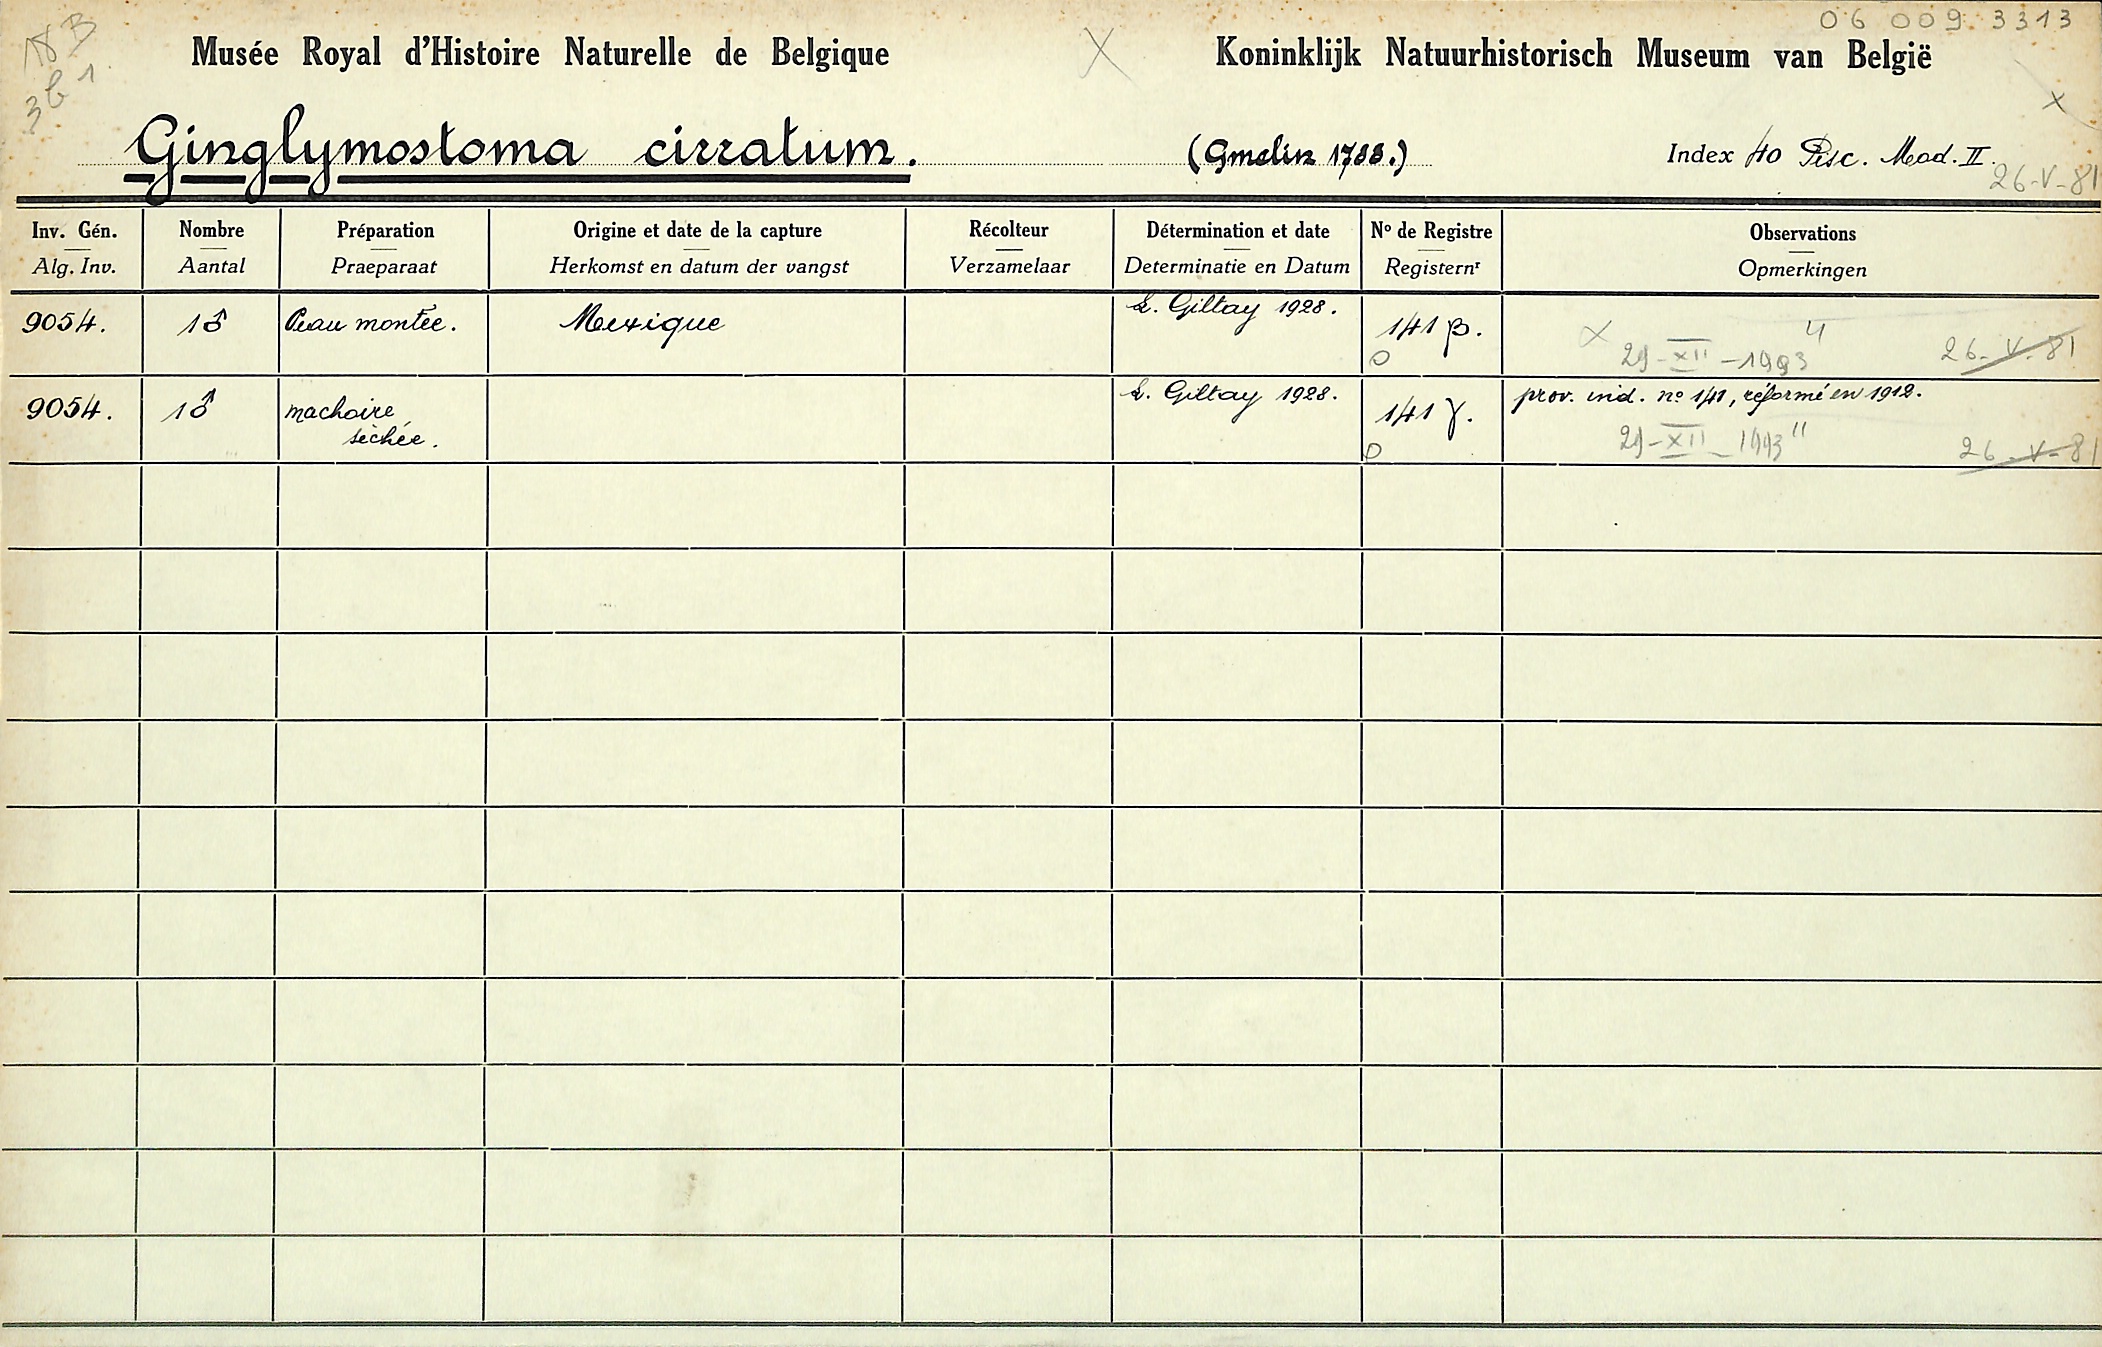 06 009 3313
Musée Royal d'Histoire Naturelle de Belgique X Koninklijk Natuurhistorisch Museum van België
3b1
Ginglymostoma cirratum. (Gmelin 1788.) Index 40 Pisc. Mad. II.
26-V-81
Inv. Gén. Nombre Préparation Origine et date de la capture Récolteur Détermination et date Nº de Registre Observations
Alg. Inv. Aantal Praeparaat Herkomst en datum der vangst Verzamelaar Determinatie en Datum Registernʳ Opmerkingen
9054. 1♂ Peau montée. Mexique L. Giltay 1928. 141 β.
29-XII-1993 26-V-81
9054. 1♂ machoire L. Giltay 1928. 141 γ. prov. ind. nº 141, réformé en 1912.
séchée. 29-XII-1993 26-V-81